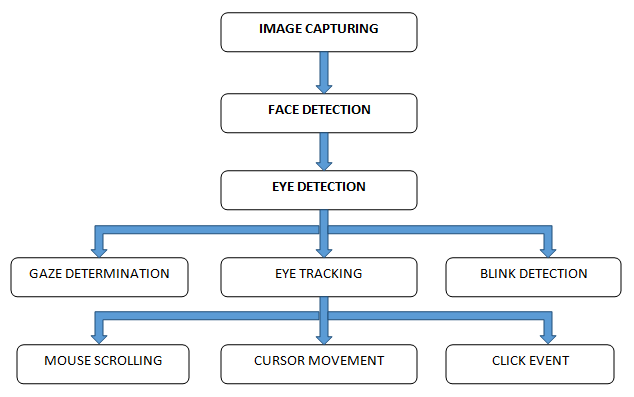 IMAGE CAPTURING
FACE DETECTION
EYE DETECTION
GAZE DETERMINATION
EYE TRACKING
BLINK DETECTION
MOUSE SCROLLING
CURSOR MOVEMENT
CLICK EVENT